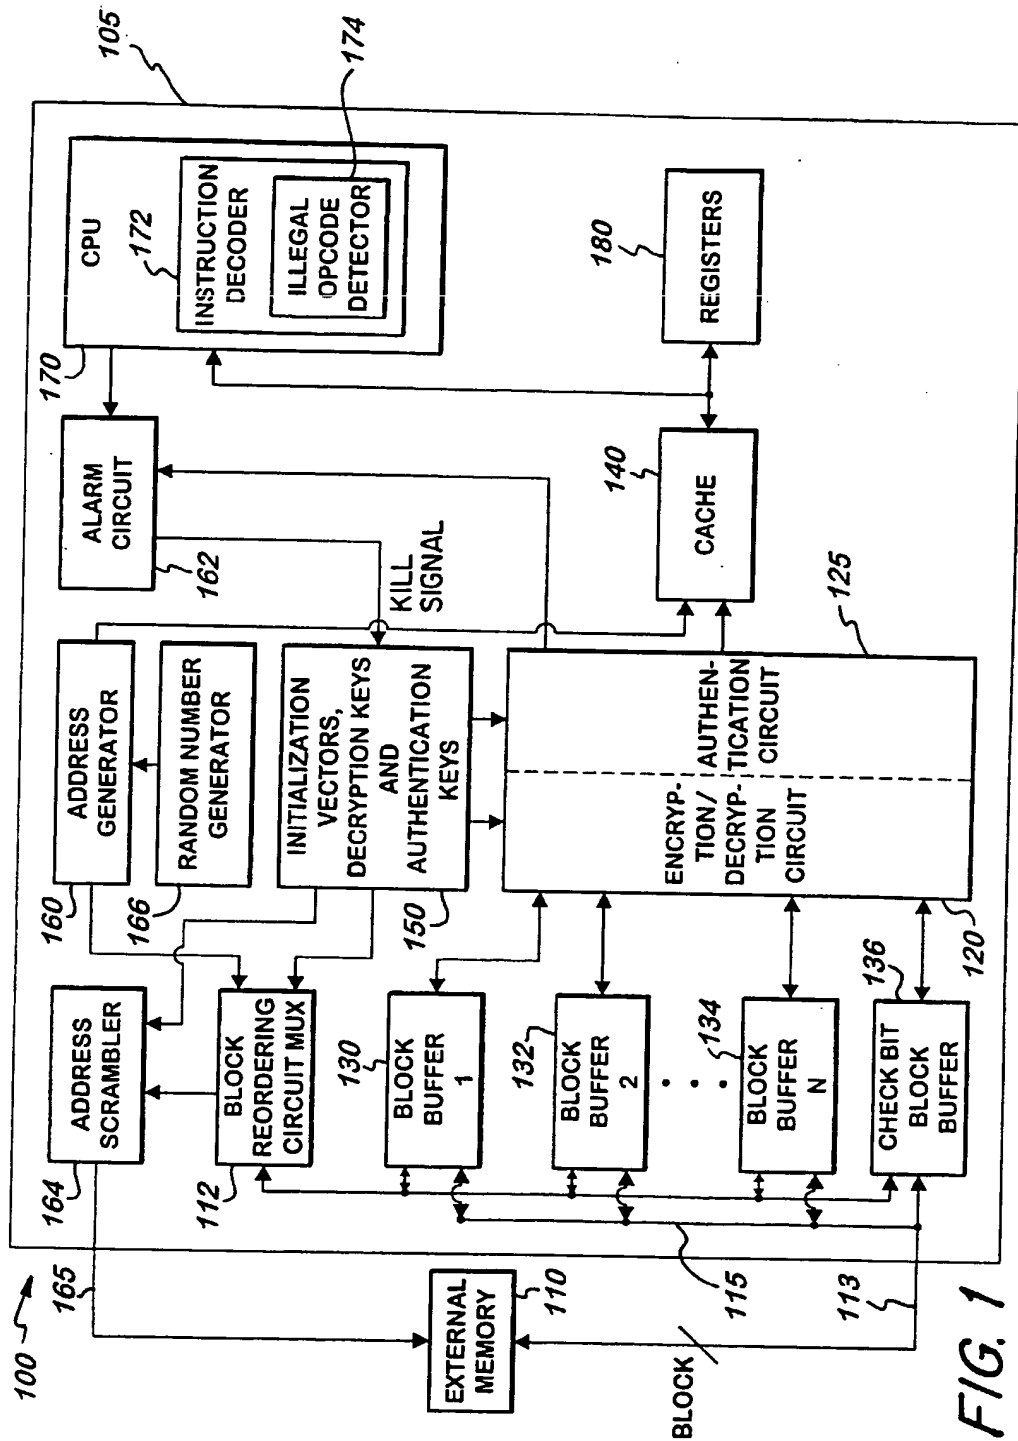 100
165
164
ADDRESS
SCRAMBLER
160
ADDRESS
GENERATOR
162
ALARM
CIRCUIT
170
CPU
105
166
RANDOM NUMBER
GENERATOR
172
INSTRUCTION
DECODER
ILLEGAL
OPCODE
DETECTOR
174
112
BLOCK
REORDERING
CIRCUIT MUX
150
INITIALIZATION
VECTORS,
DECRYPTION KEYS
AND
AUTHENTICATION
KEYS
KILL
SIGNAL
130
BLOCK
BUFFER
1
EXTERNAL
MEMORY
110
132
BLOCK
BUFFER
2
134
BLOCK
BUFFER
N
136
CHECK BIT
BLOCK
BUFFER
ENCRYP-
TION/
DECRYP-
TION
CIRCUIT
AUTHEN-
TICATION
CIRCUIT
120
125
140
CACHE
180
REGISTERS
115
BLOCK
113
FIG. 1